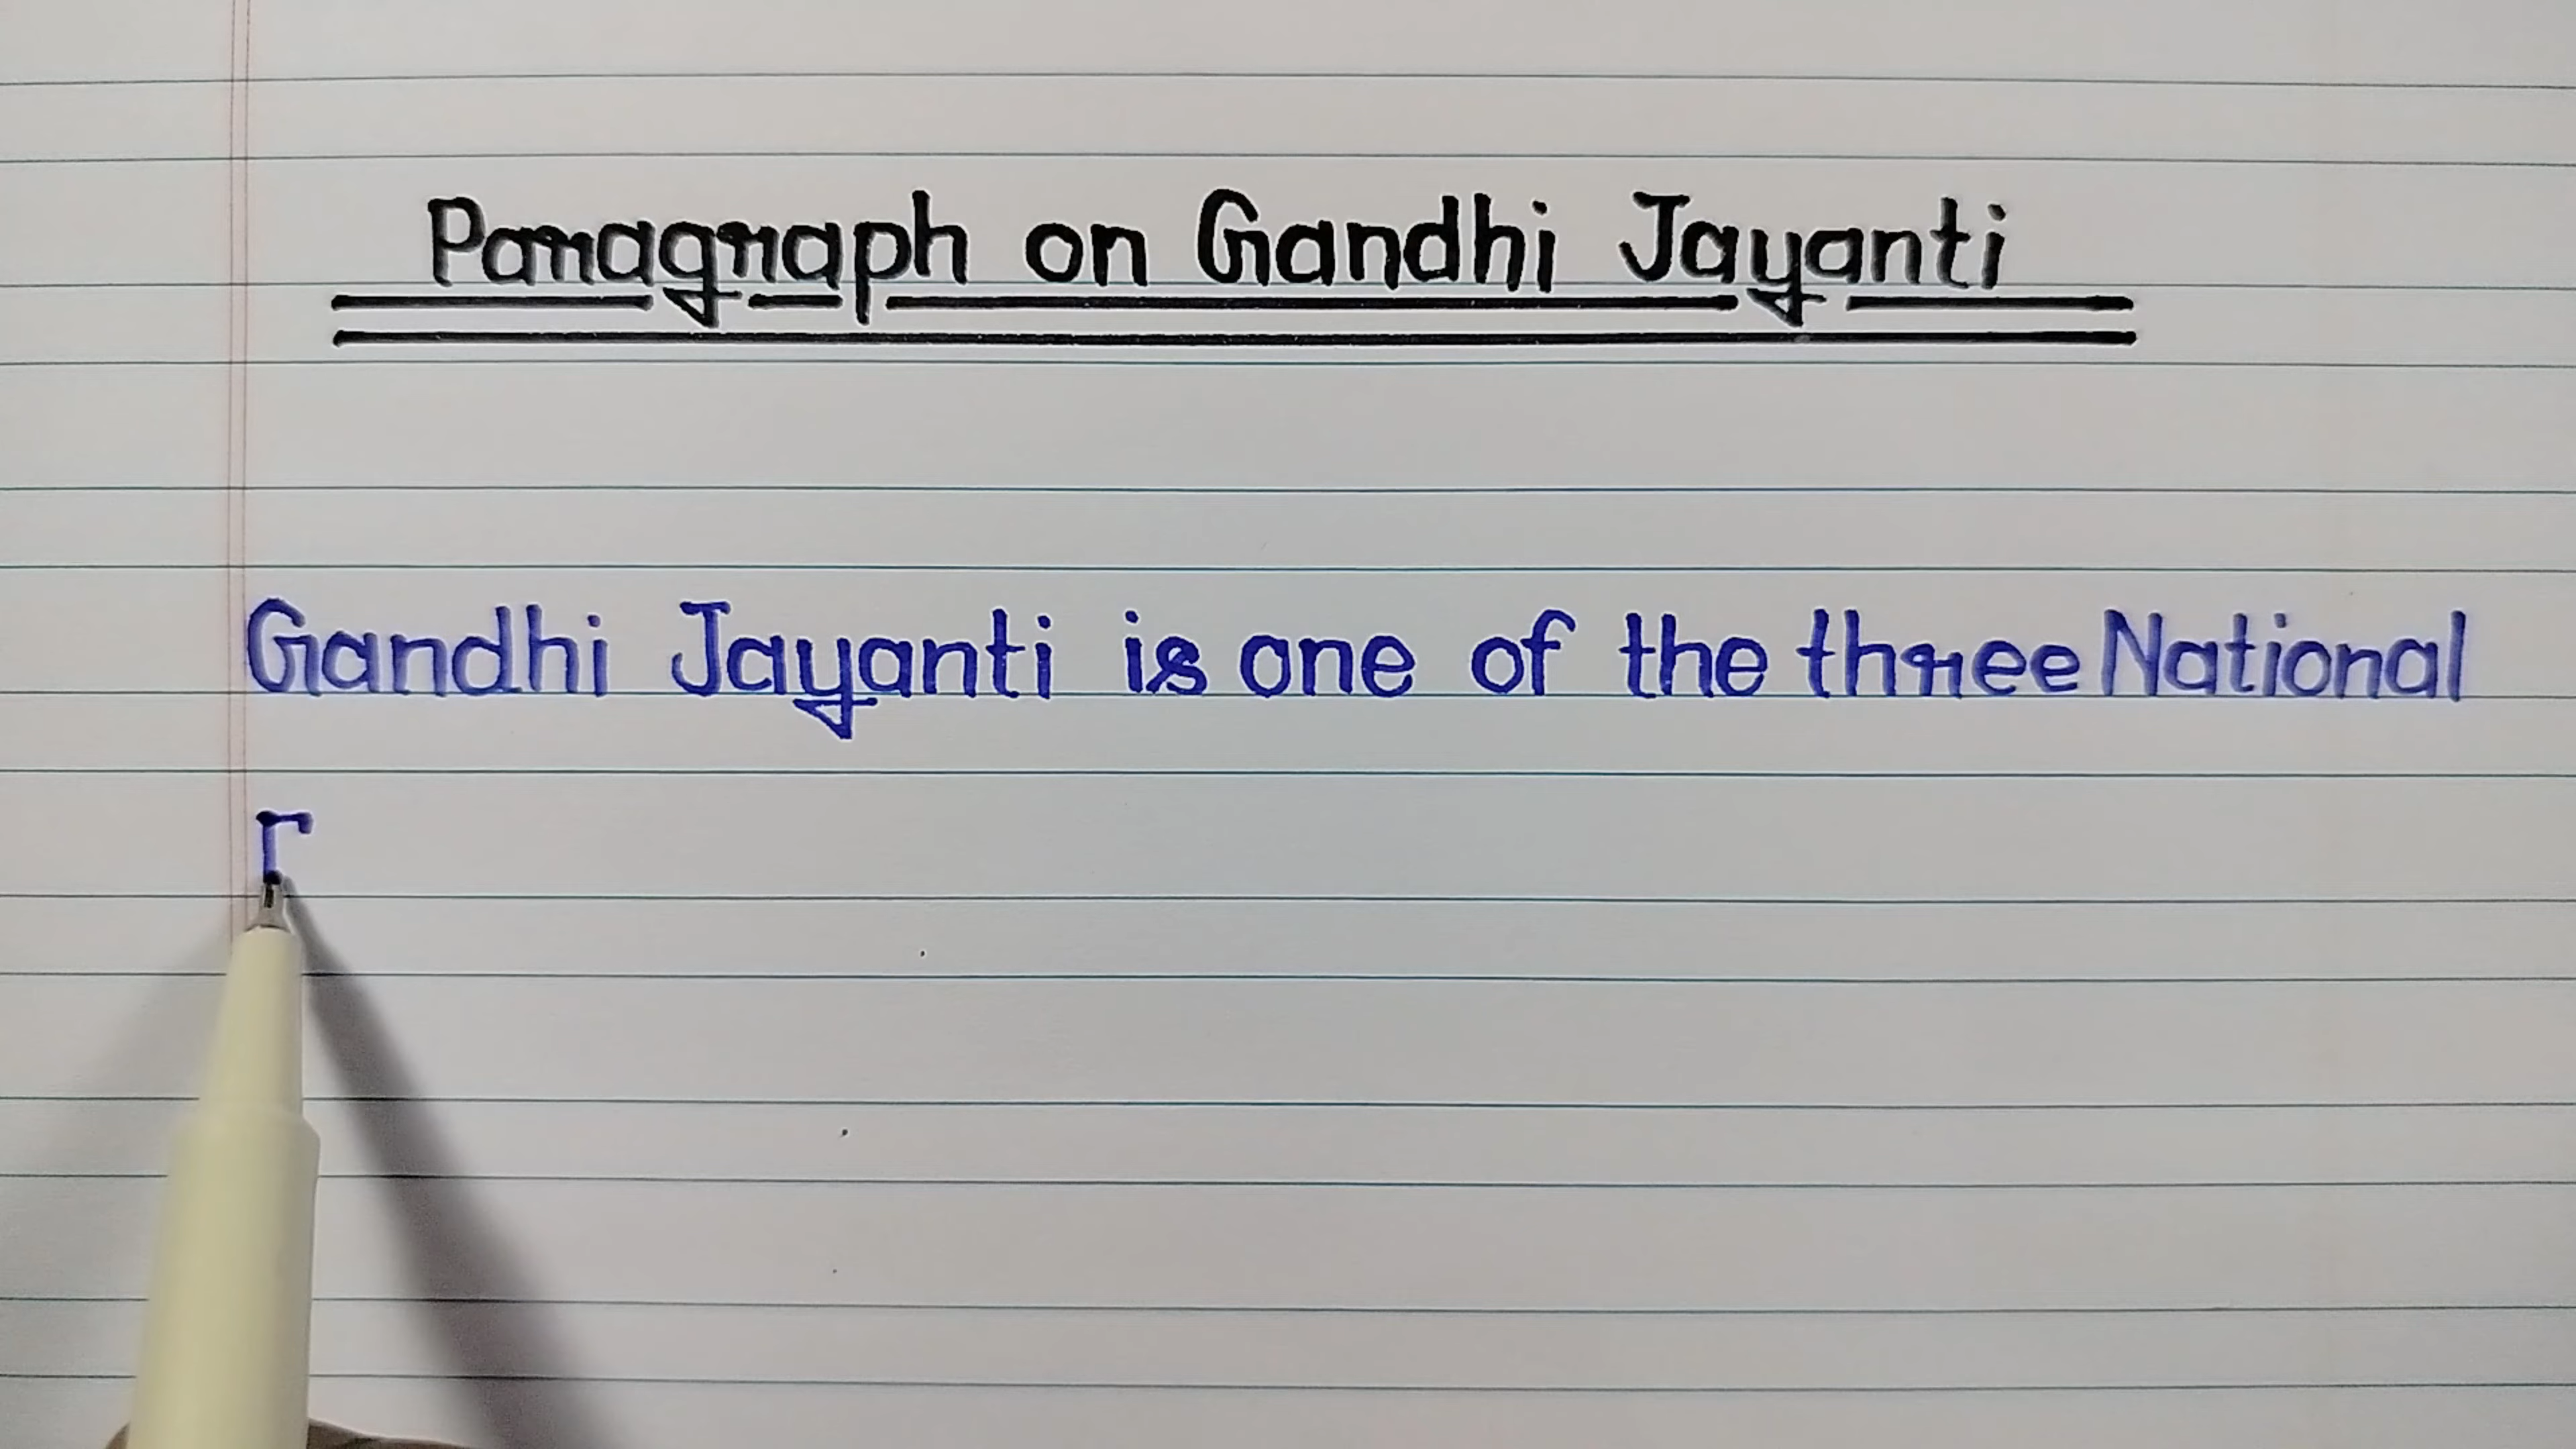 Paragraph on Gandhi Jayanti
Gandhi Jayanti is one of the three National